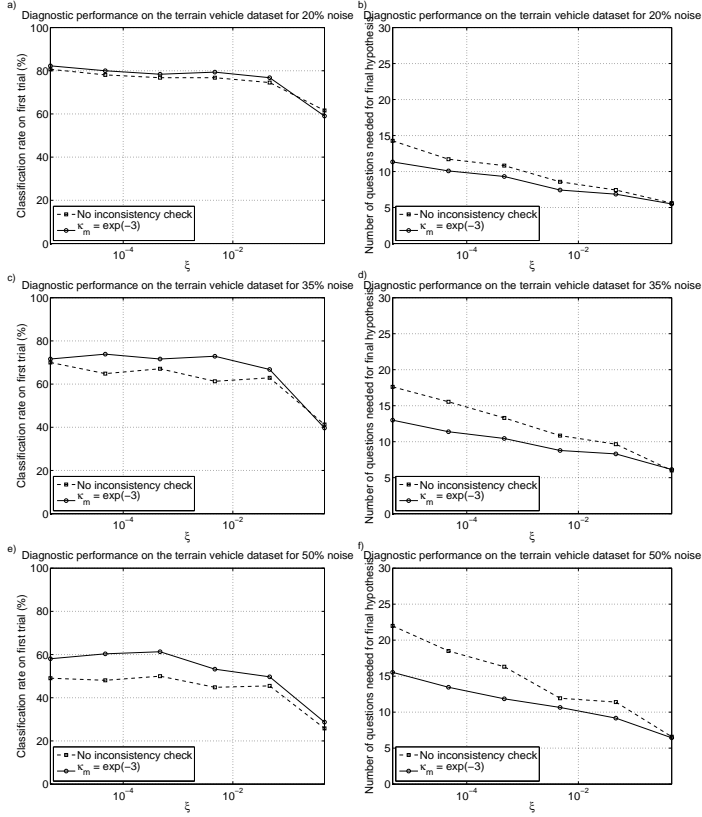 a) Diagnostic performance on the terrain vehicle dataset for 20% noise
100
80
60
40
20
0
Classification rate on first trial (%)
No inconsistency check
κm = exp(−3)
10−4 10−2
ξ
b) Diagnostic performance on the terrain vehicle dataset for 20% noise
30
25
20
15
10
5
0
Number of questions needed for final hypothesis
No inconsistency check
κm = exp(−3)
10−4 10−2
ξ
c) Diagnostic performance on the terrain vehicle dataset for 35% noise
100
80
60
40
20
0
Classification rate on first trial (%)
No inconsistency check
κm = exp(−3)
10−4 10−2
ξ
d) Diagnostic performance on the terrain vehicle dataset for 35% noise
30
25
20
15
10
5
0
Number of questions needed for final hypothesis
No inconsistency check
κm = exp(−3)
10−4 10−2
ξ
e) Diagnostic performance on the terrain vehicle dataset for 50% noise
100
80
60
40
20
0
Classification rate on first trial (%)
No inconsistency check
κm = exp(−3)
10−4 10−2
ξ
f) Diagnostic performance on the terrain vehicle dataset for 50% noise
30
25
20
15
10
5
0
Number of questions needed for final hypothesis
No inconsistency check
κm = exp(−3)
10−4 10−2
ξ